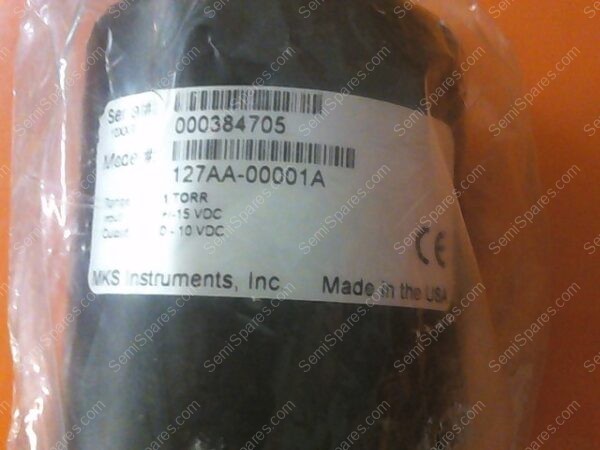 Serial#:
000384705
Model #:
127AA-00001A
Range 1 TORR
Input +/-15 VDC
Output 0 - 10 VDC
CE
MKS Instruments, Inc Made in the USA
SemiSpares.com